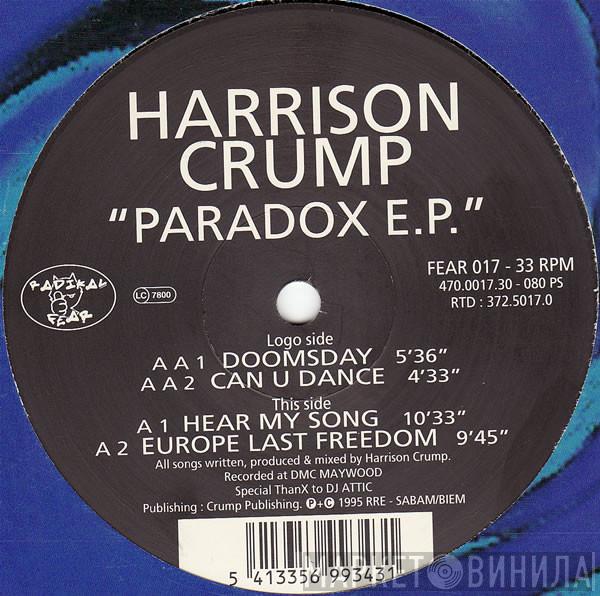 HARRISON
CRUMP
"PARADOX E.P."
FEAR 017 - 33 RPM
470.0017.30 - 080 PS
RTD : 372.5017.0
RADIKAL
FEAR
LC 7800
Logo side
A A 1 DOOMSDAY 5'36"
A A 2 CAN U DANCE 4'33"
This side
A 1 HEAR MY SONG 10'33"
A 2 EUROPE LAST FREEDOM 9'45"
All songs written, produced & mixed by Harrison Crump.
Recorded at DMC MAYWOOD
Special ThanX to DJ ATTIC
Publishing : Crump Publishing. ℗+© 1995 RRE - SABAM/BIEM
5 413356 993431
МАРКЕТ ВИНИЛА